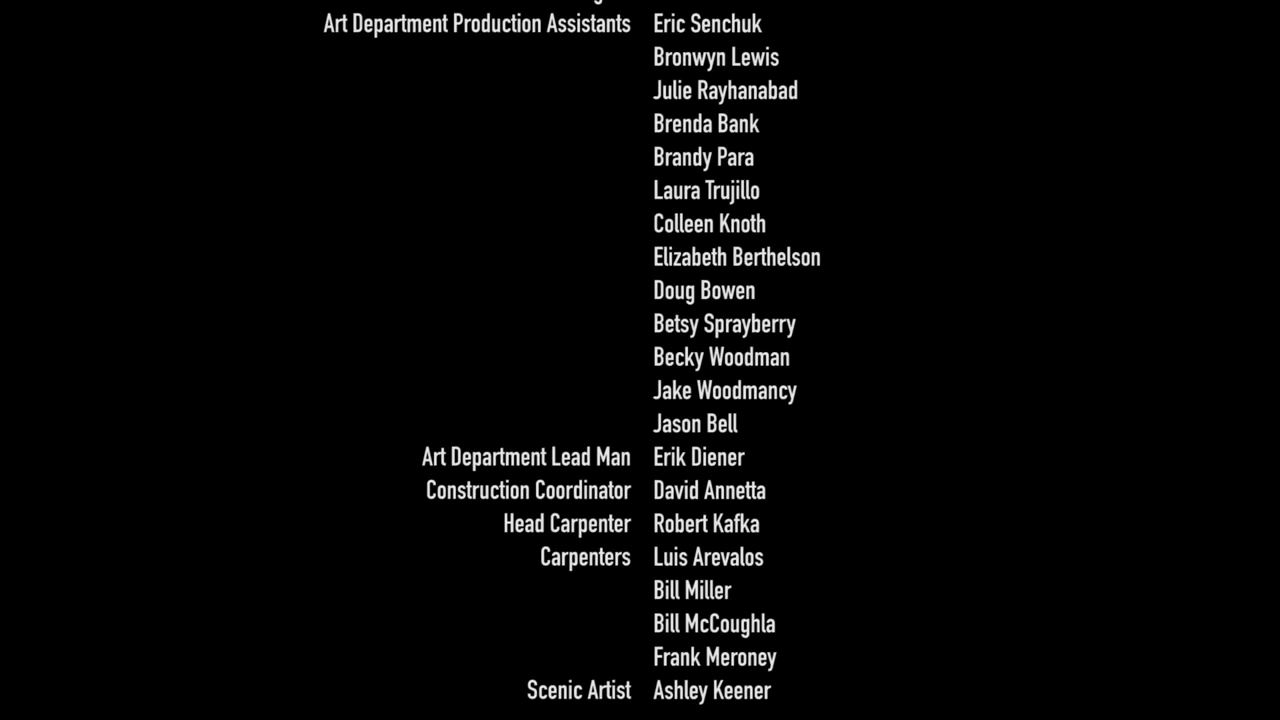 Art Department Production Assistants Eric Senchuk
Bronwyn Lewis
Julie Rayhanabad
Brenda Bank
Brandy Para
Laura Trujillo
Colleen Knoth
Elizabeth Berthelson
Doug Bowen
Betsy Sprayberry
Becky Woodman
Jake Woodmancy
Jason Bell
Art Department Lead Man Erik Diener
Construction Coordinator David Annetta
Head Carpenter Robert Kafka
Carpenters Luis Arevalos
Bill Miller
Bill McCoughla
Frank Meroney
Scenic Artist Ashley Keener